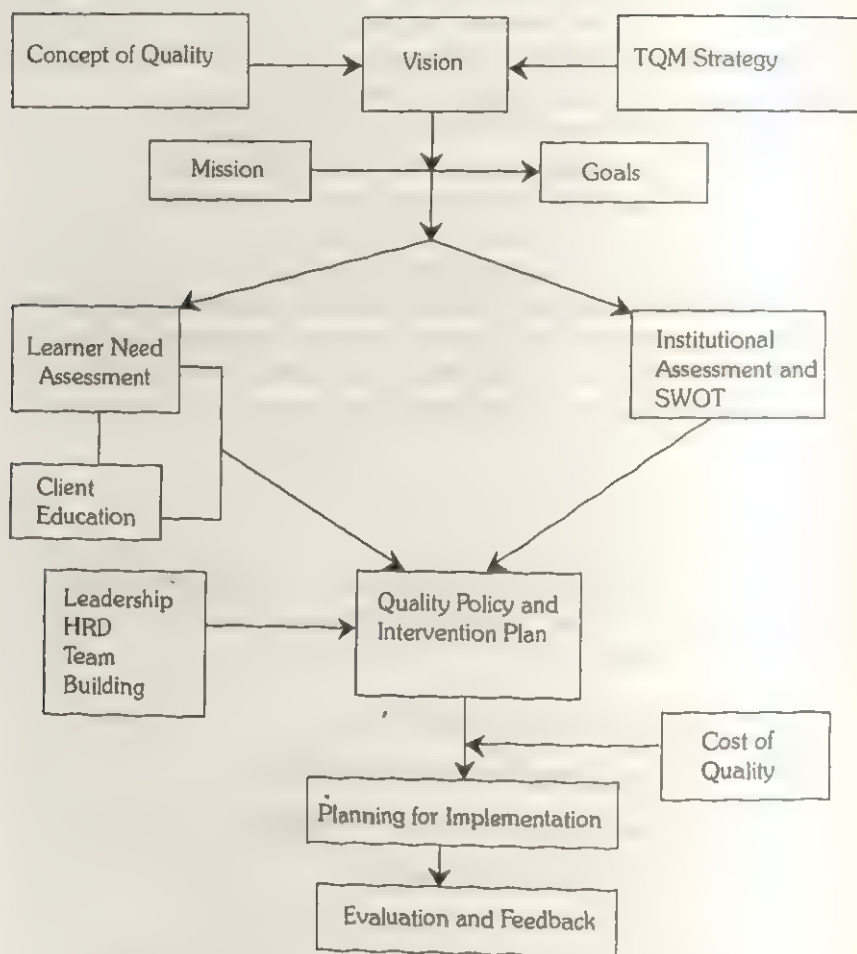 Concept of Quality
Vision
TQM Strategy
Mission
Goals
Learner Need
Assessment
Institutional
Assessment and
SWOT
Client
Education
Leadership
HRD
Team
Building
Quality Policy and
Intervention Plan
Cost of
Quality
Planning for Implementation
Evaluation and Feedback